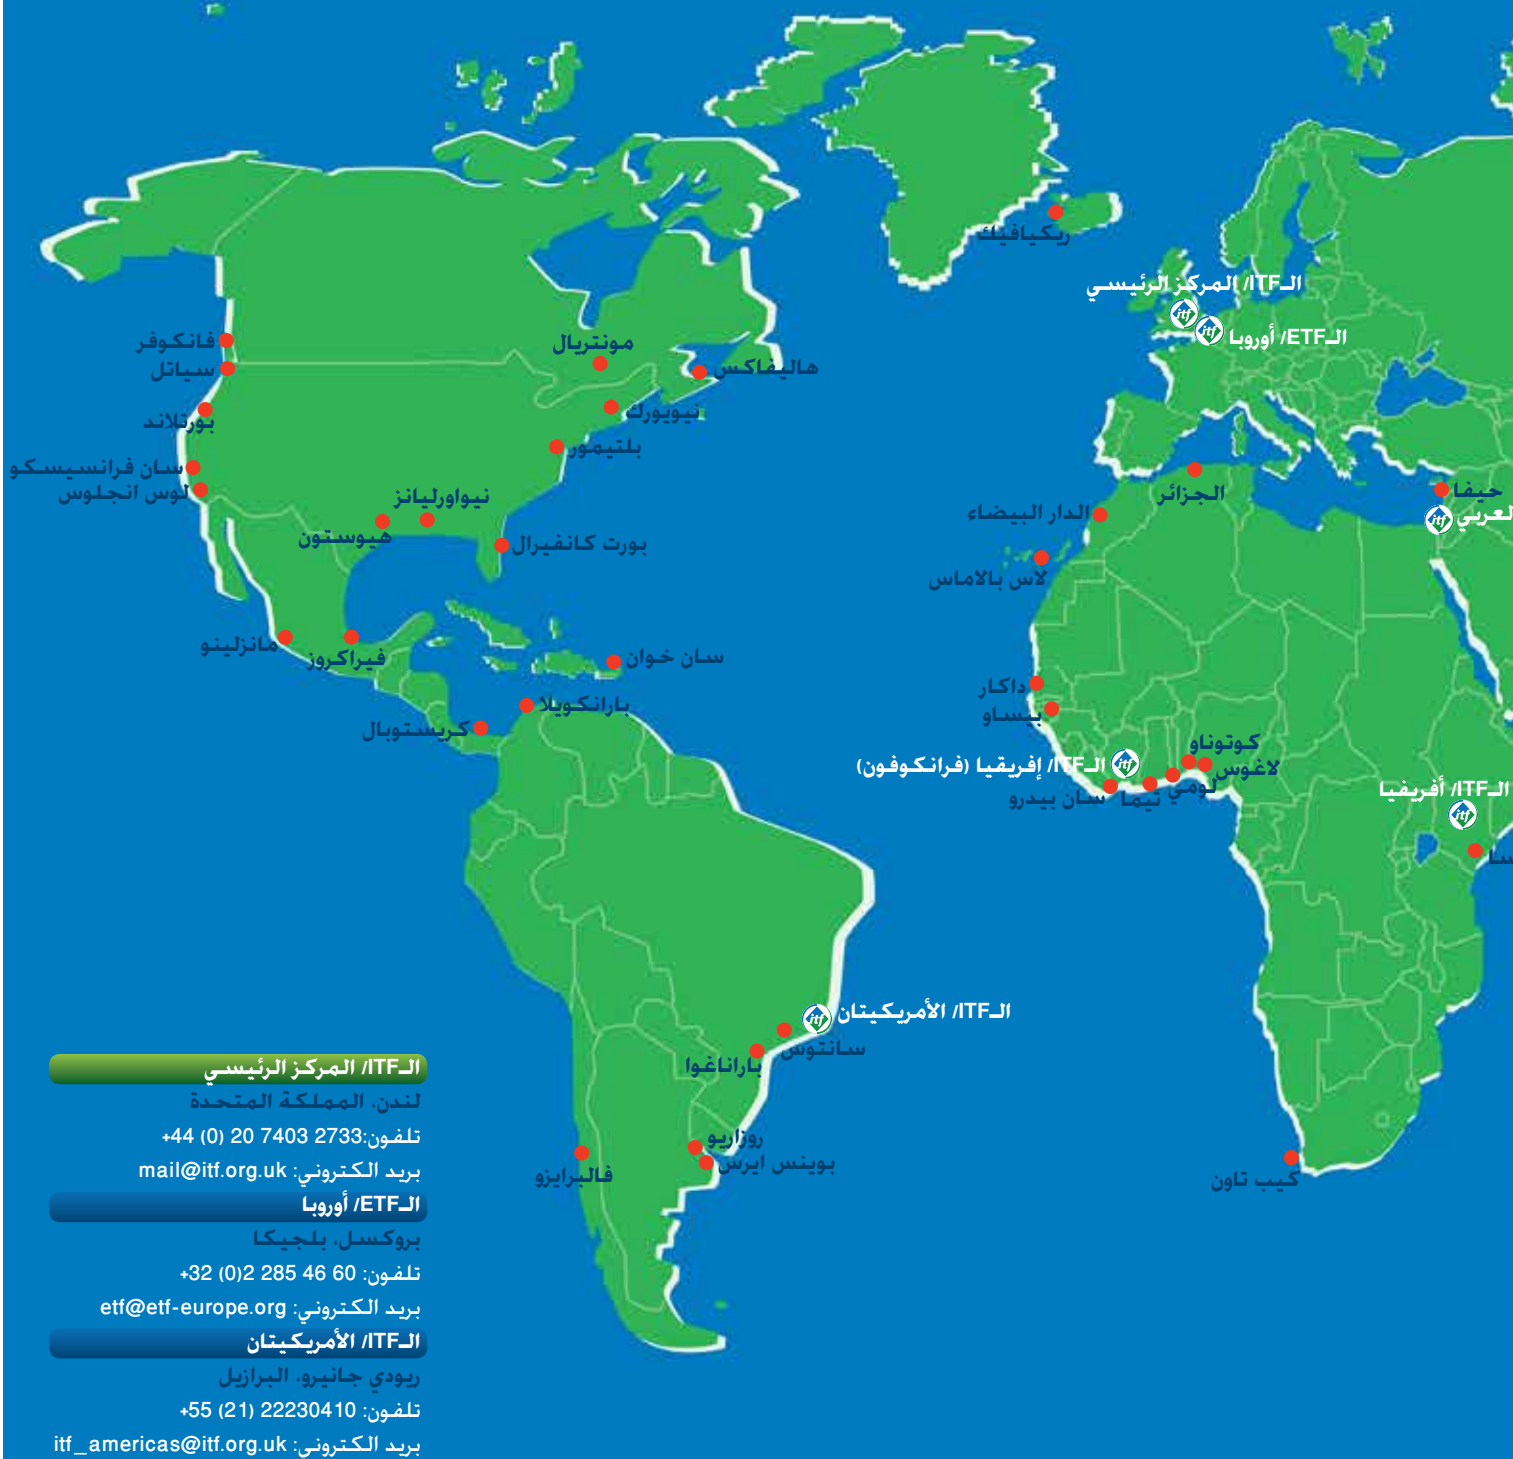 ريكيافيك
الـITF/ المركز الرئيسي
الـETF/ أوروبا
فانكوفر
سياتل
مونتريال
هاليفاكس
بورتلاند
نيويورك
بلتيمور
سان فرانسيسكو
لوس انجلوس
نيواورليانز
هيوستون
بورت كانفيرال
الجزائر
حيفا
الدار البيضاء
لعربي
لاس بالاماس
مانزلينو
فيراكروز
سان خوان
داكار
بيساو
بارانكويلا
كريستوبال
كوتوناو
لاغوس
الـITF/ إفريقيا (فرانكوفون)
لومي
تيما
سان بيدرو
الـITF/ أفريفيا
سا
الـITF/ الأمريكيتان
سانتوس
باراناغوا
روزاريو
بوينس ايرس
فالبرايزو
كيب تاون
الـITF/ المركز الرئيسي
لندن، المملكة المتحدة
تلفون:+44 (0) 20 7403 2733
بريد الكتروني: mail@itf.org.uk
الـETF/ أوروبا
بروكسل، بلجيكا
تلفون: +32 (0)2 285 46 60
بريد الكتروني: etf@etf-europe.org
الـITF/ الأمريكيتان
ريودي جانيرو، البرازيل
تلفون: +55 (21) 22230410
بريد الكتروني: itf_americas@itf.org.uk